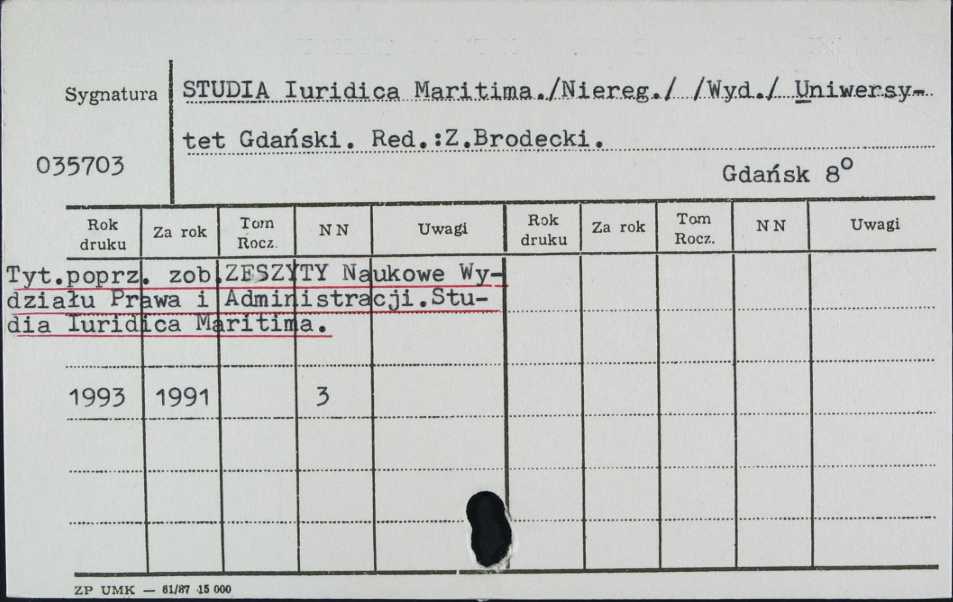 Sygnatura
STUDIA Iuridica Maritima./Niereg./ /Wyd./ Uniwersy-
tet Gdański. Red.:Z.Brodecki.
035703
Gdańsk 8⁰
Rok druku Za rok Tom Rocz. NN Uwagi Rok druku Za rok Tom Rocz. NN Uwagi
Tyt.poprz. zob.ZESZYTY Naukowe Wy-
działu Prawa i Administracji.Stu-
dia Iuridica Maritima.
1993 1991 3
ZP UMK — 61/87 15 000